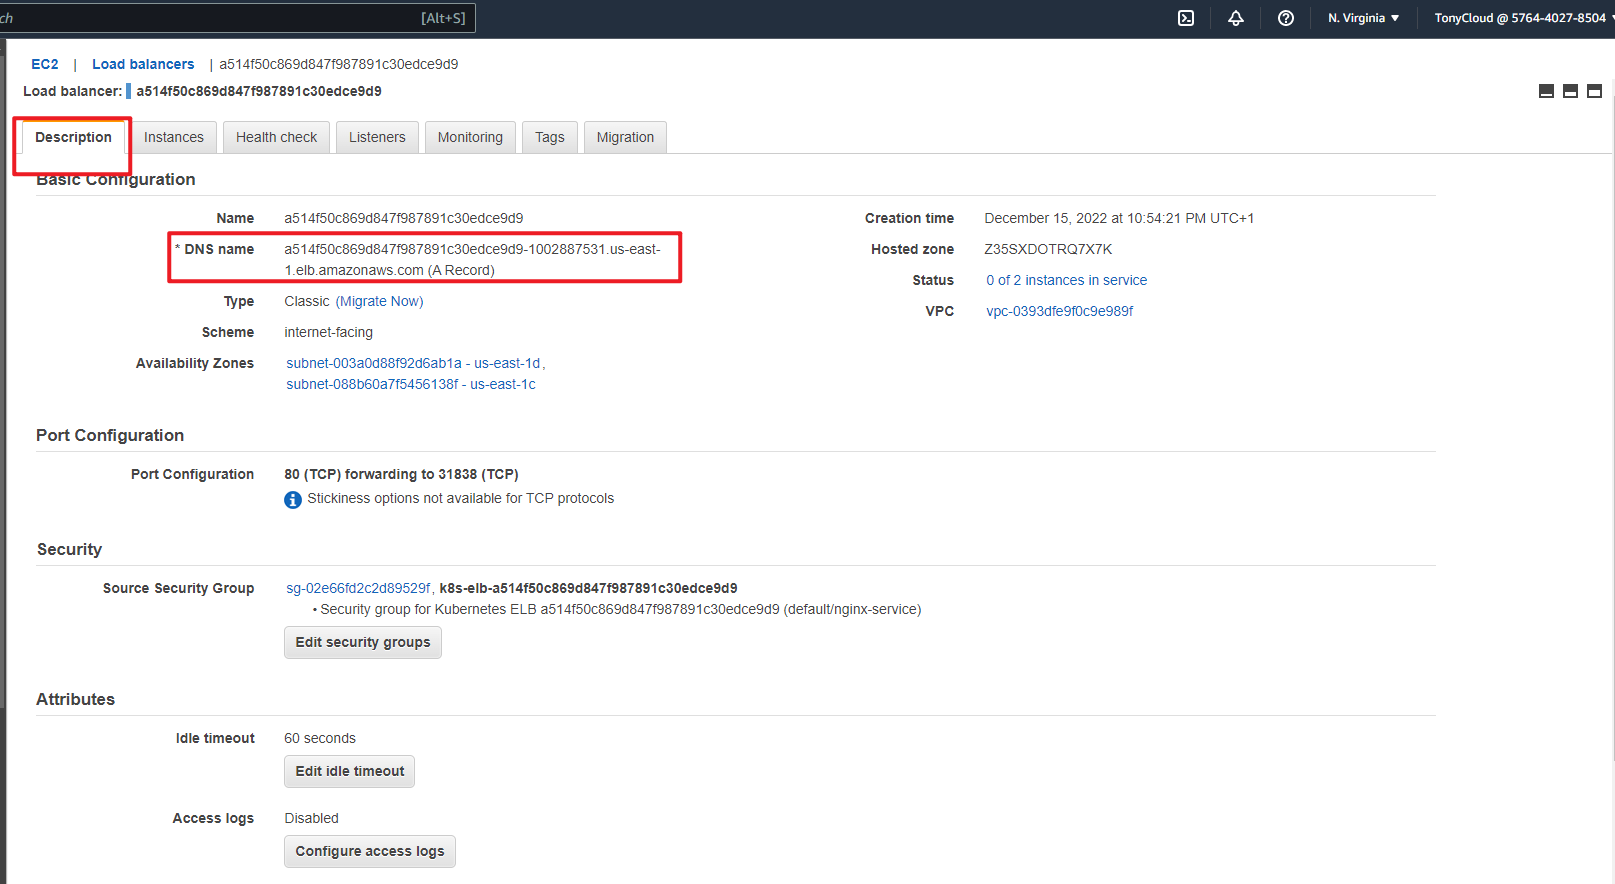 ch [Alt+S] N. Virginia ▼ TonyCloud @ 5764-4027-8504
EC2 | Load balancers | a514f50c869d847f987891c30edce9d9
Load balancer: a514f50c869d847f987891c30edce9d9
Description Instances Health check Listeners Monitoring Tags Migration
Basic Configuration
Name a514f50c869d847f987891c30edce9d9
* DNS name a514f50c869d847f987891c30edce9d9-1002887531.us-east-
1.elb.amazonaws.com (A Record)
Type Classic (Migrate Now)
Scheme internet-facing
Availability Zones subnet-003a0d88f92d6ab1a - us-east-1d,
subnet-088b60a7f5456138f - us-east-1c
Creation time December 15, 2022 at 10:54:21 PM UTC+1
Hosted zone Z35SXDOTRQ7X7K
Status 0 of 2 instances in service
VPC vpc-0393dfe9f0c9e989f
Port Configuration
Port Configuration 80 (TCP) forwarding to 31838 (TCP)
Stickiness options not available for TCP protocols
Security
Source Security Group sg-02e66fd2c2d89529f, k8s-elb-a514f50c869d847f987891c30edce9d9
• Security group for Kubernetes ELB a514f50c869d847f987891c30edce9d9 (default/nginx-service)
Edit security groups
Attributes
Idle timeout 60 seconds
Edit idle timeout
Access logs Disabled
Configure access logs